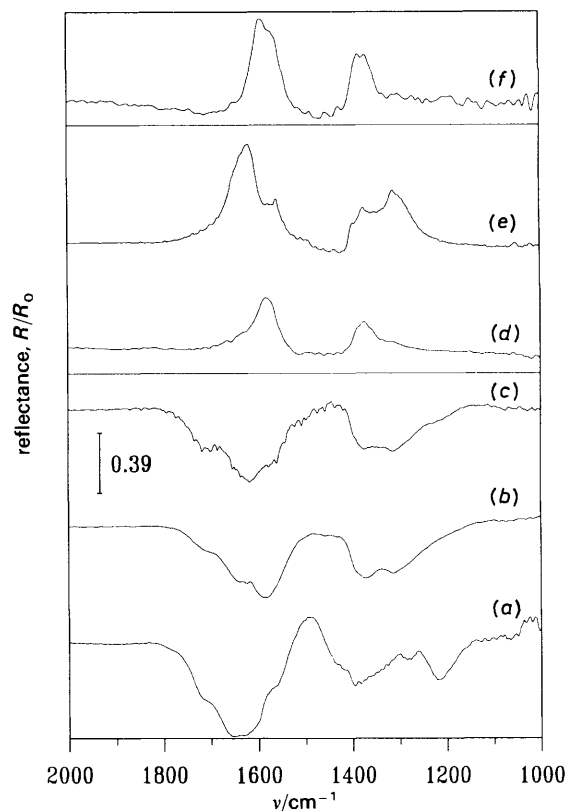 (f)
(e)
(d)
(c)
0.39
(b)
(a)
reflectance, R/R₀
2000 1800 1600 1400 1200 1000
ν/cm⁻¹